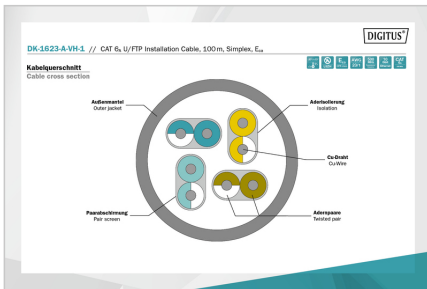 DIGITUS®
DK-1623-A-VH-1 // CAT 6A U/FTP Installation Cable, 100 m, Simplex, Eca
Kabelquerschnitt
Cable cross section
Außenmantel
Outer jacket
Aderisolierung
Isolation
Cu-Draht
Cu-Wire
Paarabschirmung
Pair screen
Adernpaare
Twisted pair